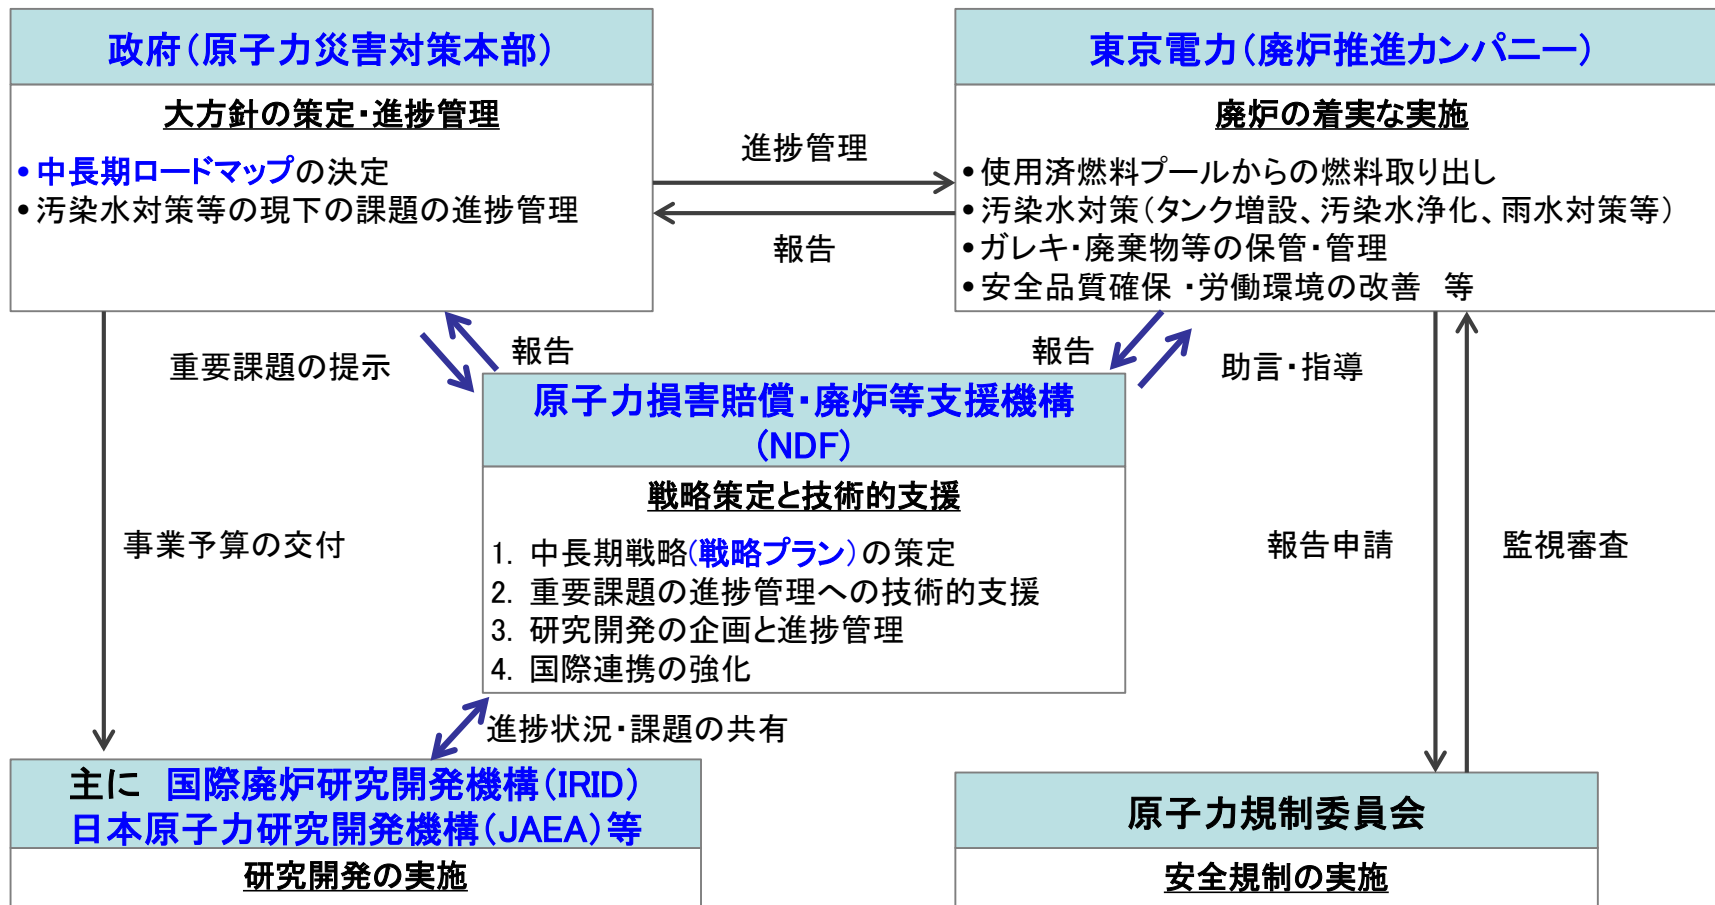 政府（原子力災害対策本部）
大方針の策定・進捗管理
• 中長期ロードマップの決定
• 汚染水対策等の現下の課題の進捗管理
進捗管理
報告
東京電力（廃炉推進カンパニー）
廃炉の着実な実施
• 使用済燃料プールからの燃料取り出し
• 汚染水対策（タンク増設、汚染水浄化、雨水対策等）
• ガレキ・廃棄物等の保管・管理
• 安全品質確保 ・労働環境の改善　等
重要課題の提示
報告
報告
助言・指導
原子力損害賠償・廃炉等支援機構
（NDF）
戦略策定と技術的支援
1. 中長期戦略（戦略プラン）の策定
2. 重要課題の進捗管理への技術的支援
3. 研究開発の企画と進捗管理
4. 国際連携の強化
事業予算の交付
報告申請
監視審査
進捗状況・課題の共有
主に　国際廃炉研究開発機構（IRID）
日本原子力研究開発機構（JAEA）等
研究開発の実施
原子力規制委員会
安全規制の実施